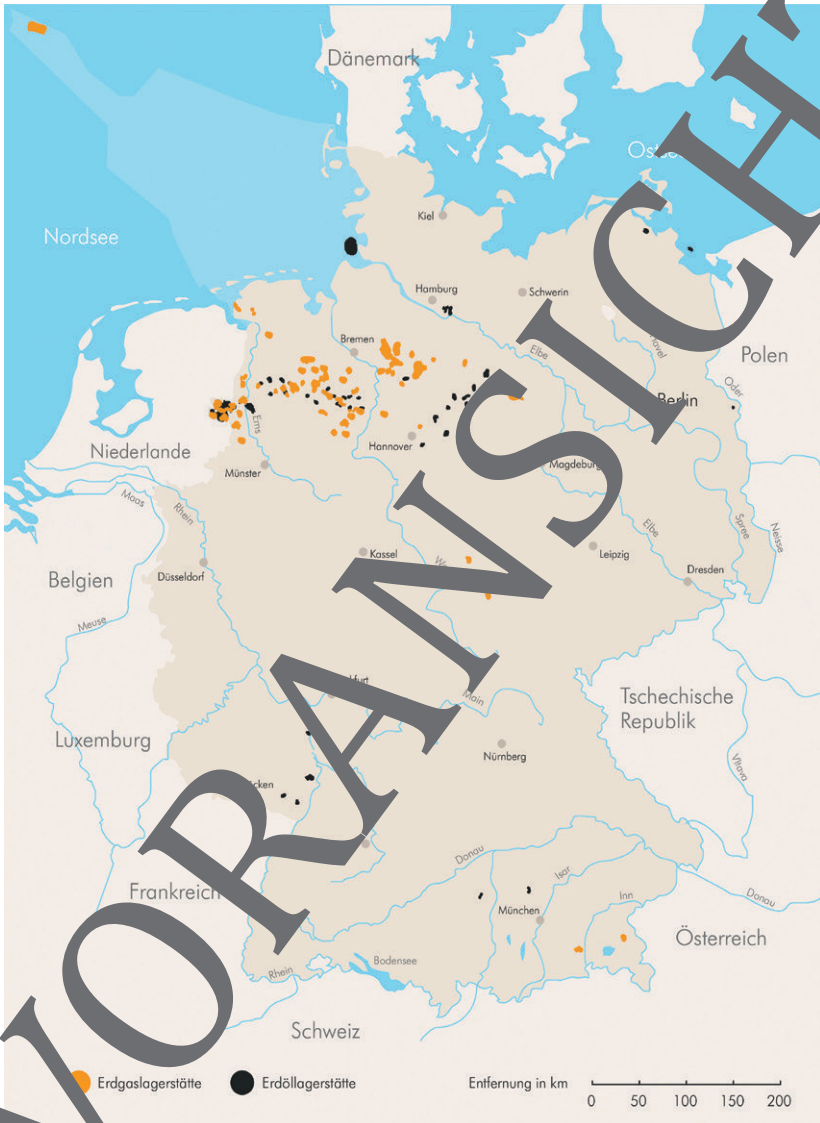 Dänemark
Kiel
Nordsee
Hamburg
Schwerin
Bremen
Elbe
Polen
Oder
Berlin
Ems
Niederlande
Hannover
Münster
Magdeburg
Maas
Rhein
Elbe
Spree
Neisse
Kassel
Leipzig
Düsseldorf
Dresden
Belgien
Meuse
Main
Tschechische
Republik
Luxemburg
Nürnberg
Vltava
Donau
Isar
Frankreich
Inn
Donau
München
Österreich
Bodensee
Rhein
Schweiz
Erdgaslagerstätte
Erdöllagerstätte
Entfernung in km
0 50 100 150 200
VORANSICHT